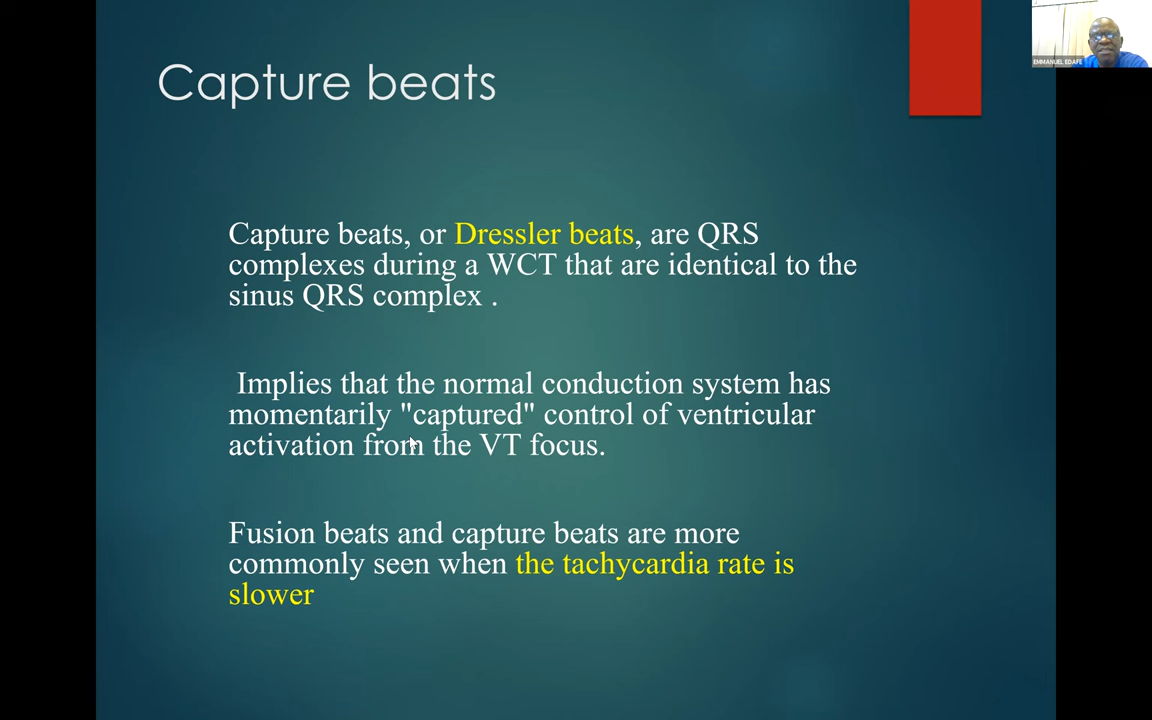 EMMANUEL EDAFE
Capture beats
Capture beats, or Dressler beats, are QRS
complexes during a WCT that are identical to the
sinus QRS complex .
Implies that the normal conduction system has
momentarily "captured" control of ventricular
activation from the VT focus.
Fusion beats and capture beats are more
commonly seen when the tachycardia rate is
slower